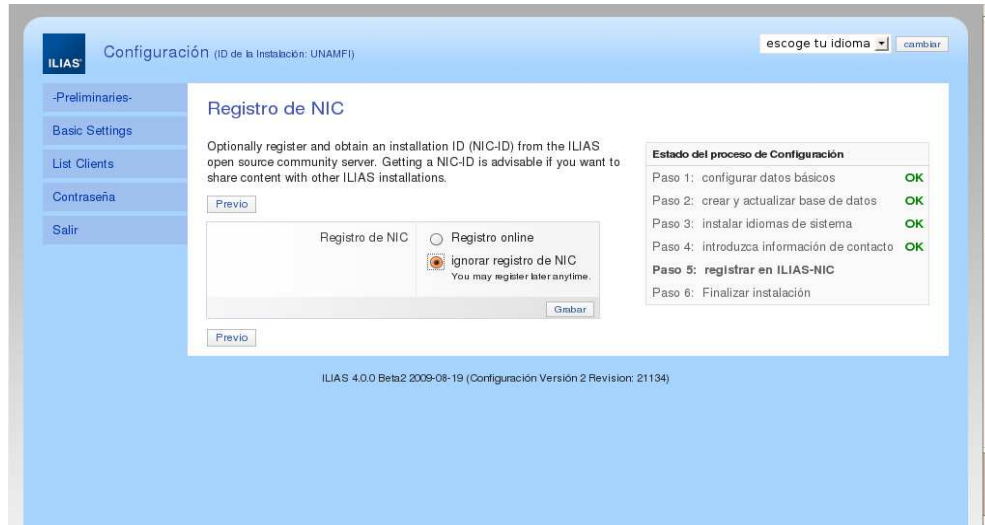 ILIAS
Configuración (ID de la Instalación: UNAMFI)
escoge tu idioma
cambiar
-Preliminaries-
Basic Settings
List Clients
Contraseña
Salir
Registro de NIC
Optionally register and obtain an installation ID (NIC-ID) from the ILIAS
open source community server. Getting a NIC-ID is advisable if you want to
share content with other ILIAS installations.
Previo
Registro de NIC
Registro online
ignorar registro de NIC
You may register later anytime.
Grabar
Previo
Estado del proceso de Configuración
Paso 1: configurar datos básicos OK
Paso 2: crear y actualizar base de datos OK
Paso 3: instalar idiomas de sistema OK
Paso 4: introduzca información de contacto OK
Paso 5: registrar en ILIAS-NIC
Paso 6: Finalizar instalación
ILIAS 4.0.0 Beta2 2009-08-19 (Configuración Versión 2 Revision: 21134)